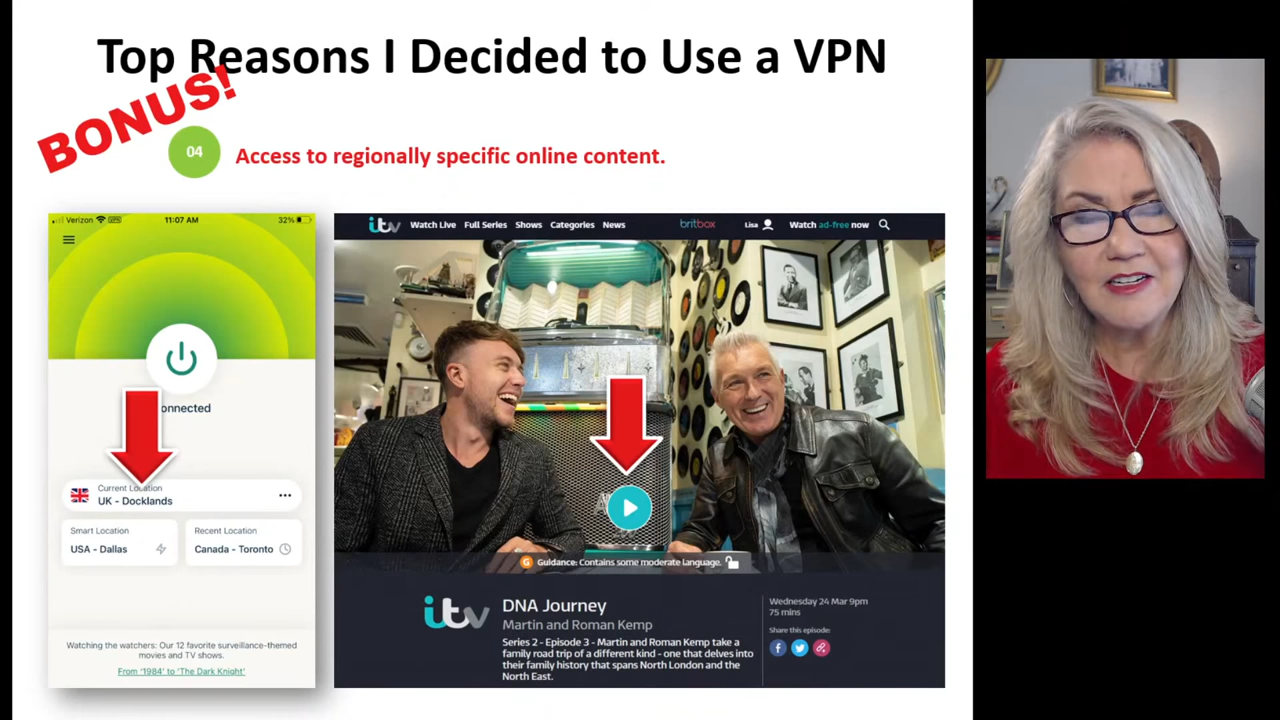 Top Reasons I Decided to Use a VPN
BONUS!
04
Access to regionally specific online content.
Verizon VPN 11:07 AM 32%
onnected
Current Location
UK - Docklands
Smart Location
USA - Dallas
Recent Location
Canada - Toronto
Watching the watchers: Our 12 favorite surveillance-themed
movies and TV shows.
From '1984' to 'The Dark Knight'
itv Watch Live Full Series Shows Categories News britbox Lisa Watch ad-free now
G Guidance: Contains some moderate language.
itv
DNA Journey
Martin and Roman Kemp
Series 2 - Episode 3 - Martin and Roman Kemp take a
family road trip of a different kind - one that delves into
their family history that spans North London and the
North East.
Wednesday 24 Mar 9pm
75 mins
Share this episode: